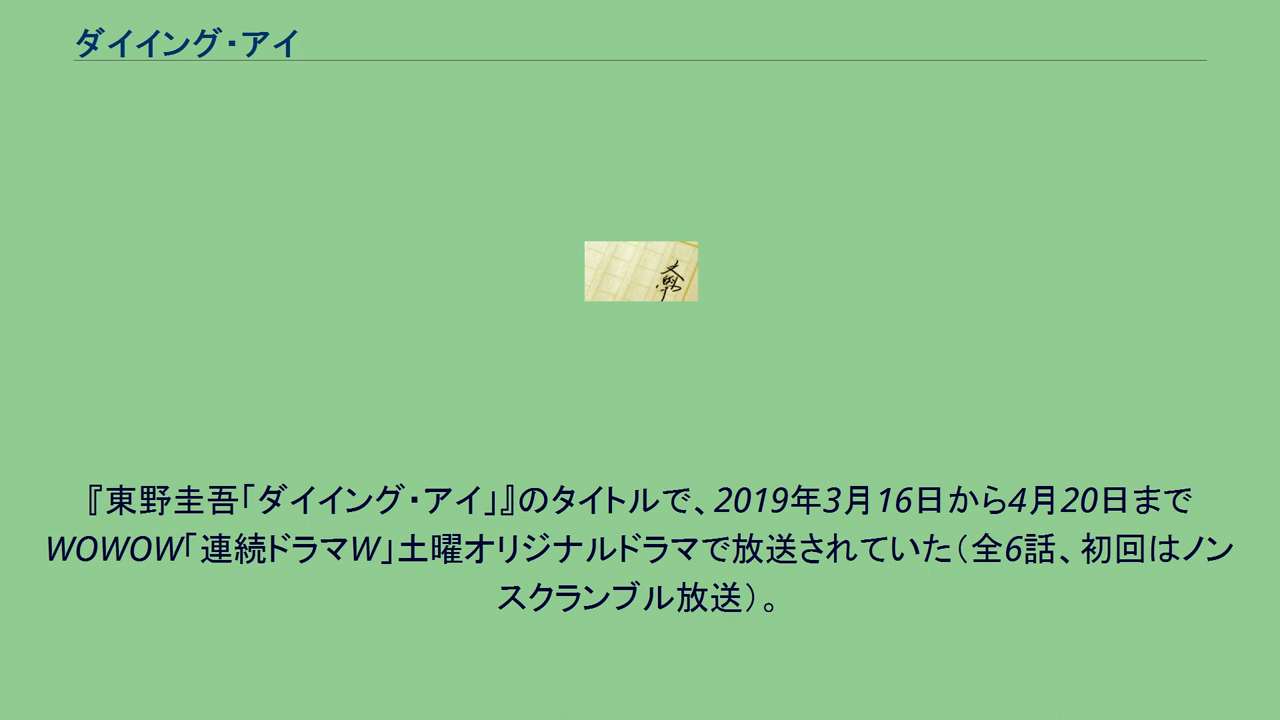 ダイイング・アイ
『東野圭吾「ダイイング・アイ」』のタイトルで、2019年3月16日から4月20日まで
WOWOW「連続ドラマW」土曜オリジナルドラマで放送されていた（全6話、初回はノン
スクランブル放送）。